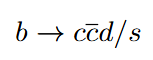 b → cc̅d/s